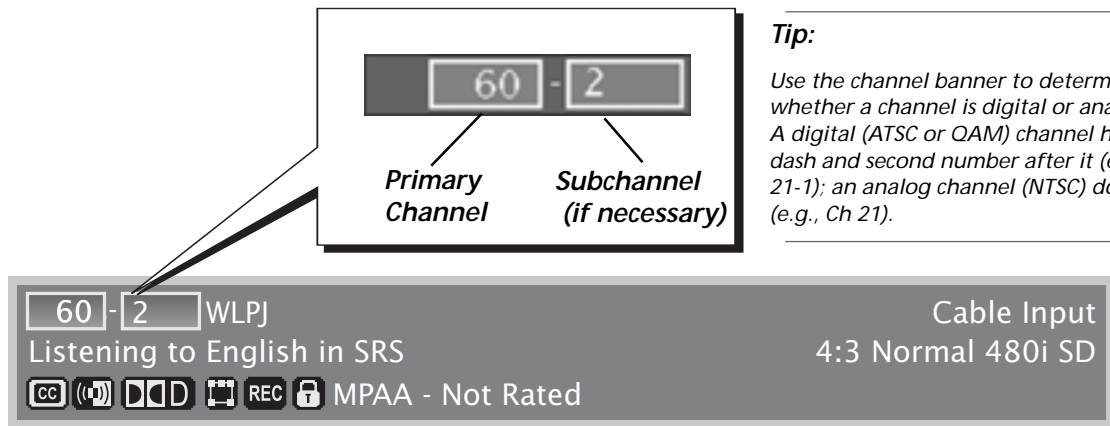 60 - 2
Primary
Channel
Subchannel
(if necessary)
Tip:
Use the channel banner to
whether a channel is digital or
A digital (ATSC or QAM) channel
dash and second number after it
21-1); an analog channel (NTSC)
(e.g., Ch 21).
60 - 2 WLPJ
Cable Input
Listening to English in SRS
4:3 Normal 480i SD
CC REC MPAA - Not Rated